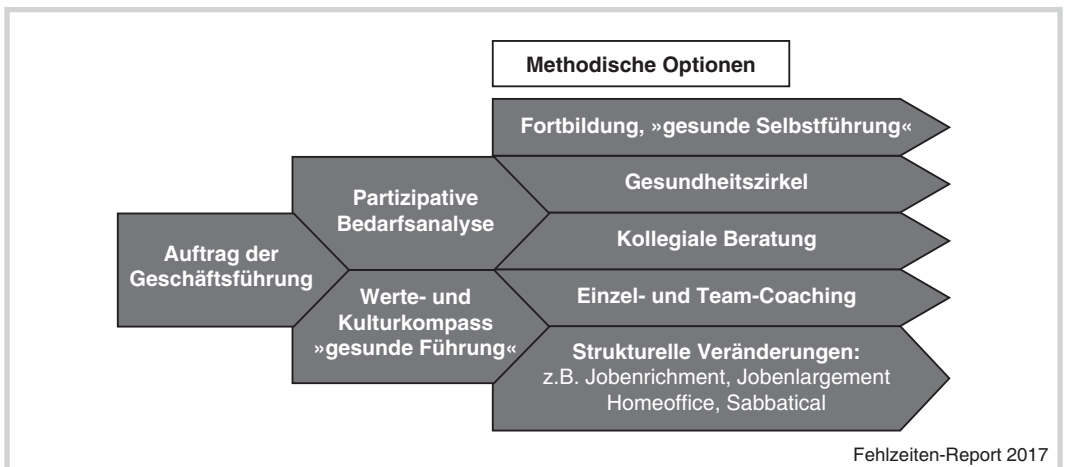 Methodische Optionen
Fortbildung, »gesunde Selbstführung«
Partizipative
Bedarfsanalyse
Gesundheitszirkel
Kollegiale Beratung
Auftrag der
Geschäftsführung
Werte- und
Kulturkompass
»gesunde Führung«
Einzel- und Team-Coaching
Strukturelle Veränderungen:
z.B. Jobenrichment, Jobenlargement
Homeoffice, Sabbatical
Fehlzeiten-Report 2017